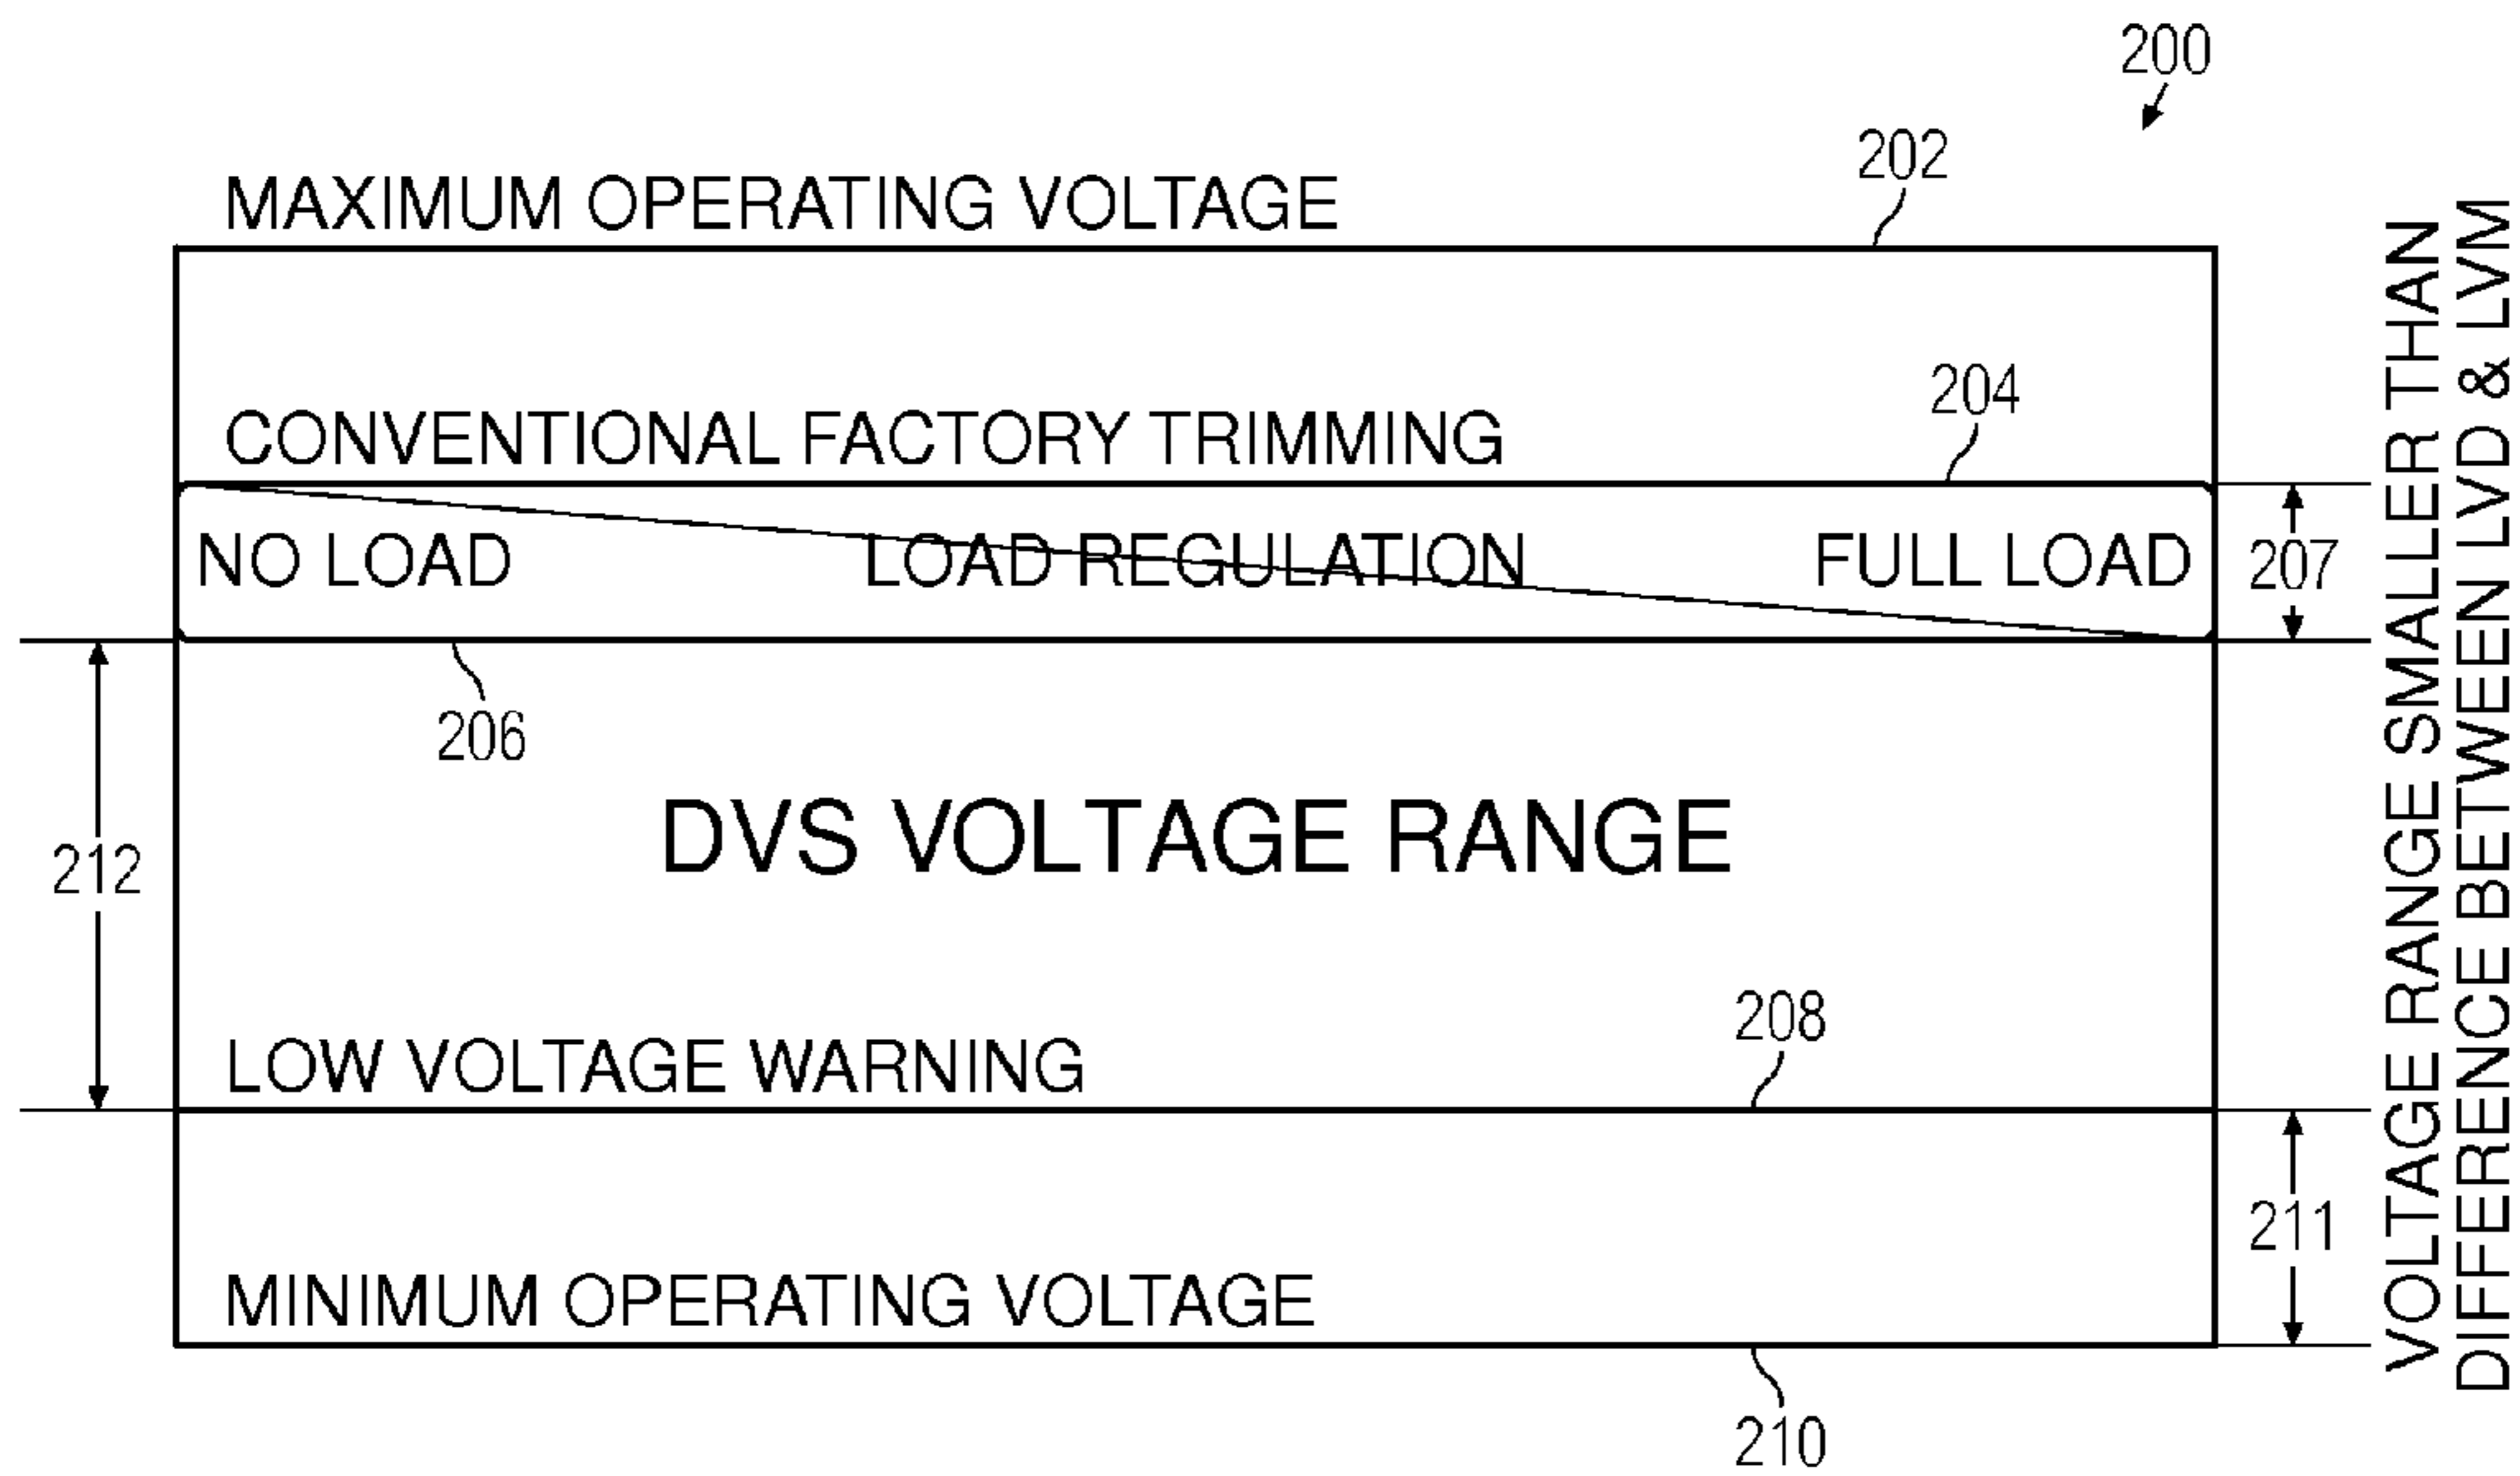 200
202
MAXIMUM OPERATING VOLTAGE
204
CONVENTIONAL FACTORY TRIMMING
NO LOAD LOAD REGULATION FULL LOAD
207
206
DVS VOLTAGE RANGE
212
208
LOW VOLTAGE WARNING
211
MINIMUM OPERATING VOLTAGE
210
VOLTAGE RANGE SMALLER THAN
DIFFERENCE BETWEEN LVD & LVM